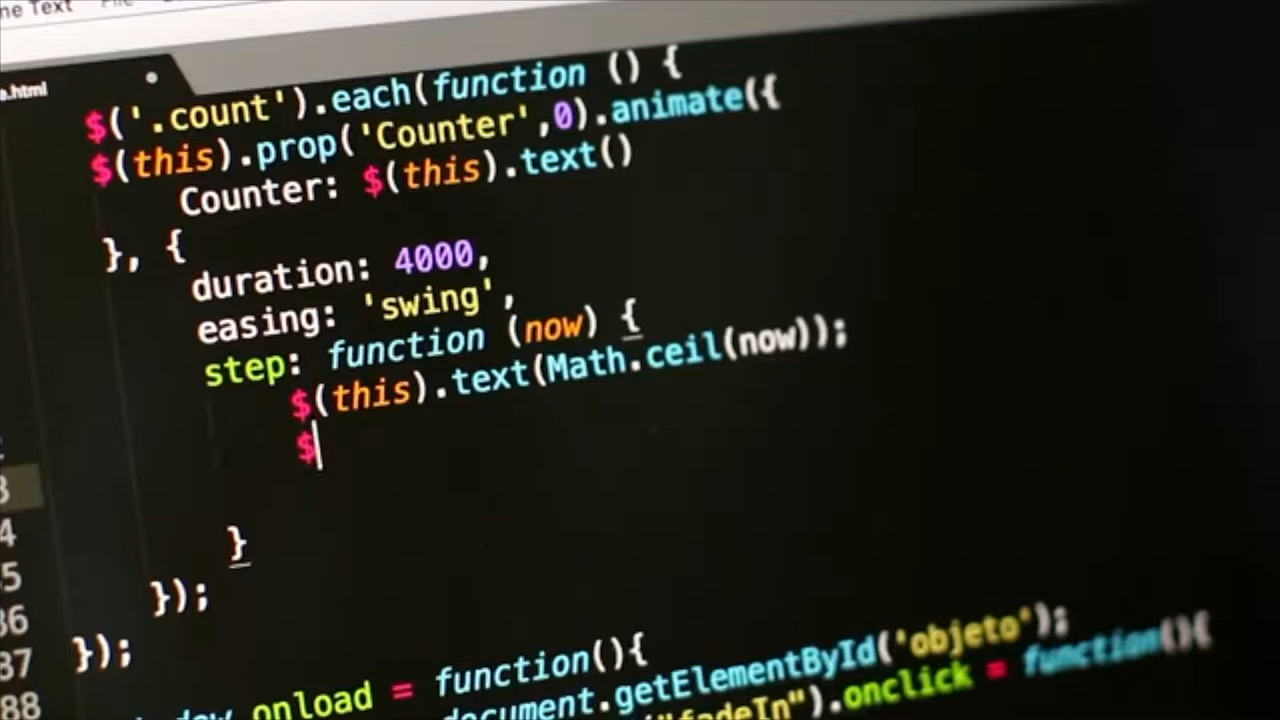 ne Text File
e.html
$('.count').each(function () {
$(this).prop('Counter',0).animate({
Counter: $(this).text()
}, {
duration: 4000,
easing: 'swing',
step: function (now) {
$(this).text(Math.ceil(now));
$
3
4
}
5
});
36
});
37
onload = function(){
88
document.getElementById('objeto');
"fadeIn").onclick = function(){